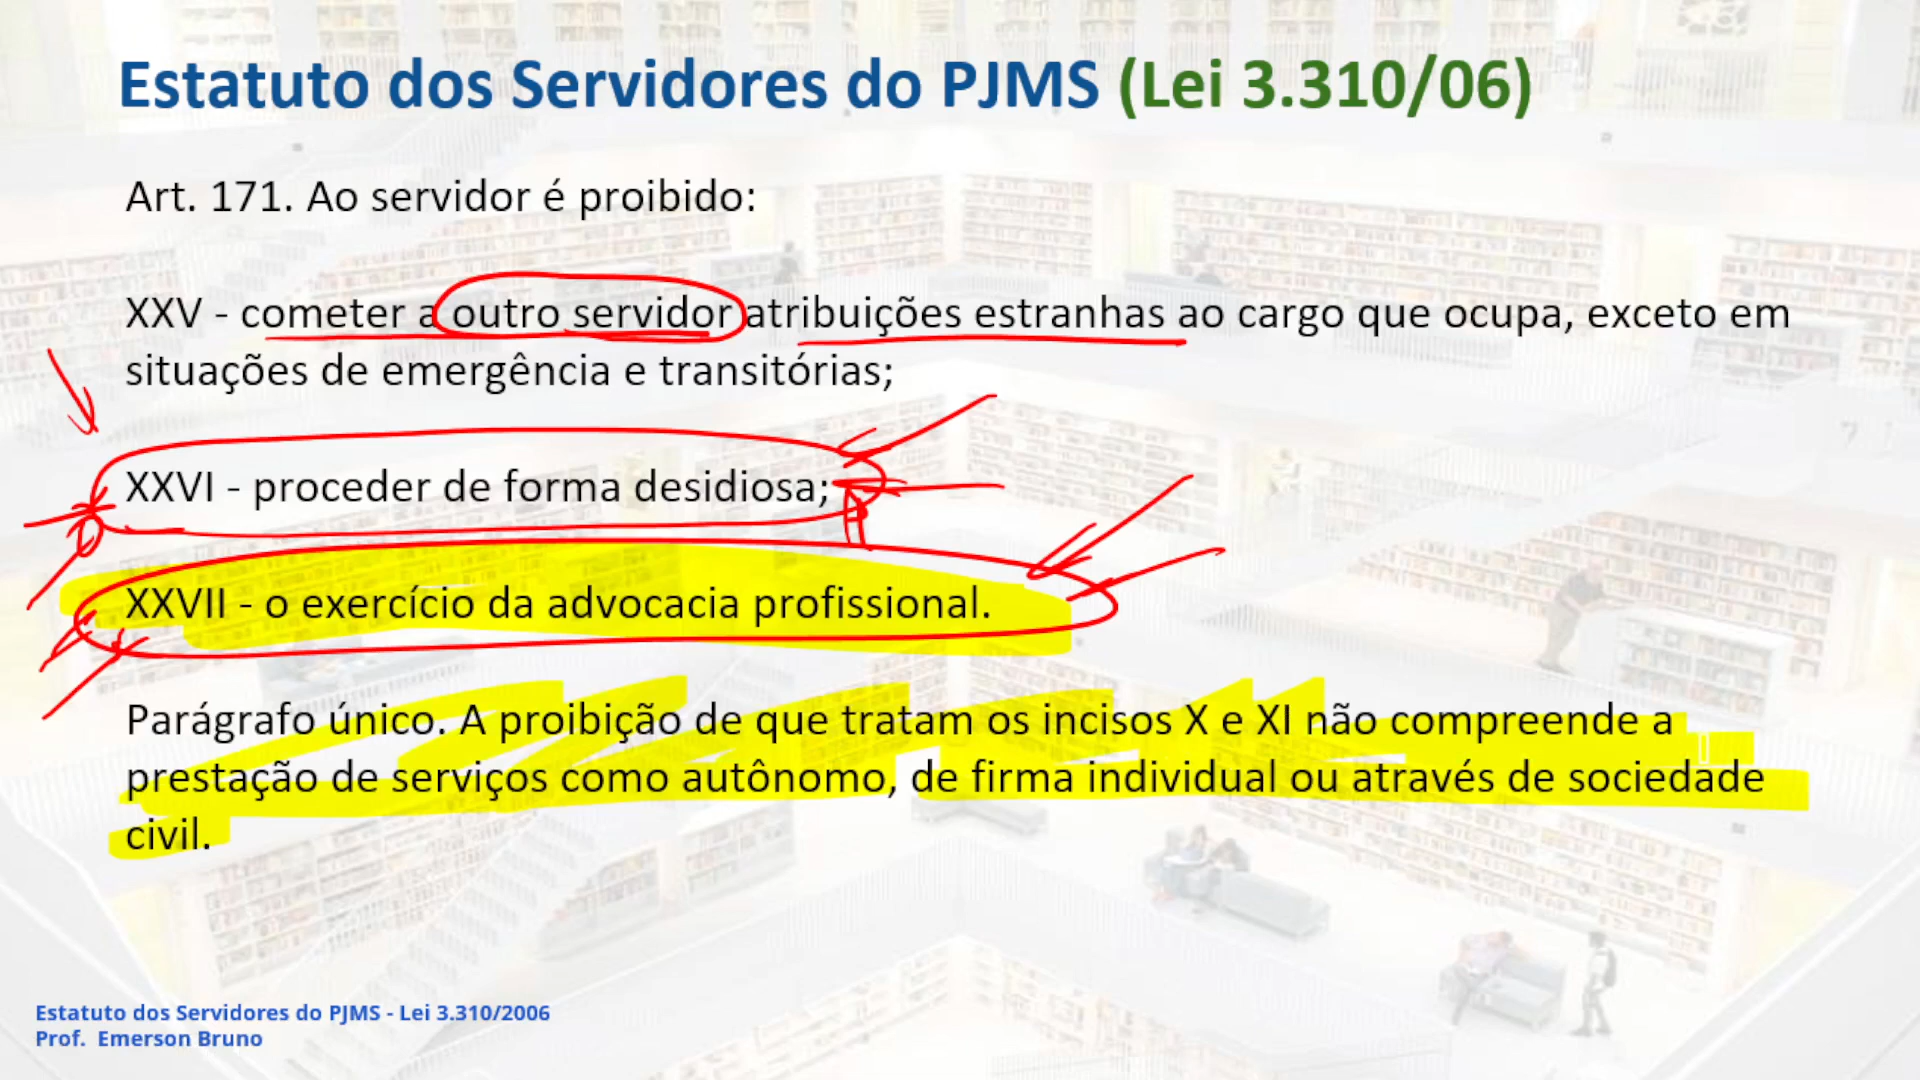 Estatuto dos Servidores do PJMS (Lei 3.310/06)
Art. 171. Ao servidor é proibido:
XXV - cometer a outro servidor atribuições estranhas ao cargo que ocupa, exceto em
situações de emergência e transitórias;
XXVI - proceder de forma desidiosa;
XXVII - o exercício da advocacia profissional.
Parágrafo único. A proibição de que tratam os incisos X e XI não compreende a
prestação de serviços como autônomo, de firma individual ou através de sociedade
civil.
Estatuto dos Servidores do PJMS - Lei 3.310/2006
Prof. Emerson Bruno